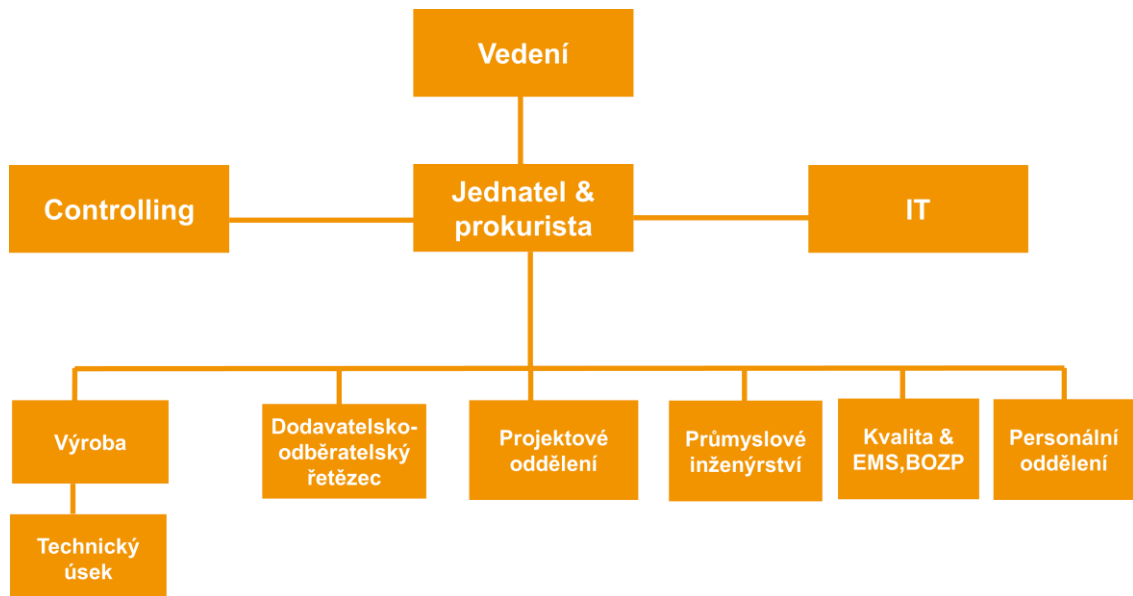 Vedení
Controlling
Jednatel &
prokurista
IT
Výroba
Dodavatelsko-
odběratelský
řetězec
Projektové
oddělení
Průmyslové
inženýrství
Kvalita &
EMS,BOZP
Personální
oddělení
Technický
úsek